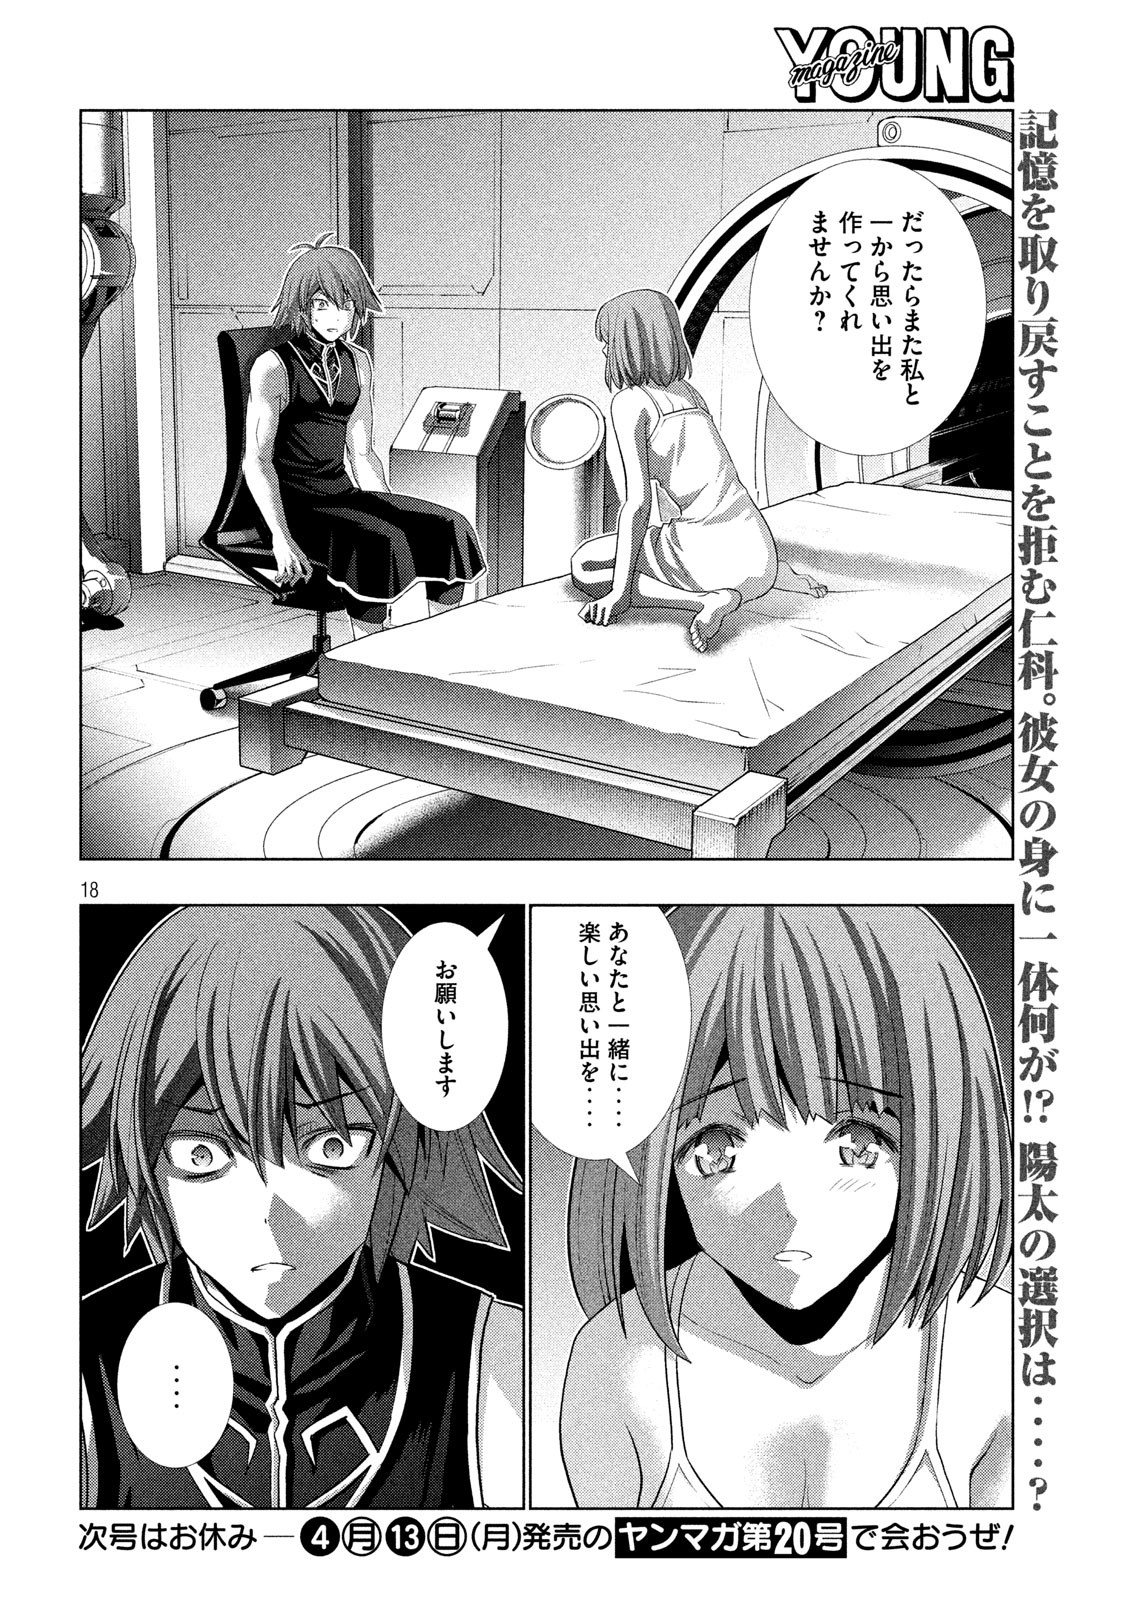 YOUNG
magazine
記憶を取り戻すことを拒む仁科。彼女の身に一体何が!? 陽太の選択は‥‥‥?
だったらまた私と
一から思い出を
作ってくれ
ませんか?
18
あなたと一緒に‥‥
楽しい思い出を‥‥
お願いします
‥‥
次号はお休み──4月13日(月)発売のヤンマガ第20号で会おうぜ!